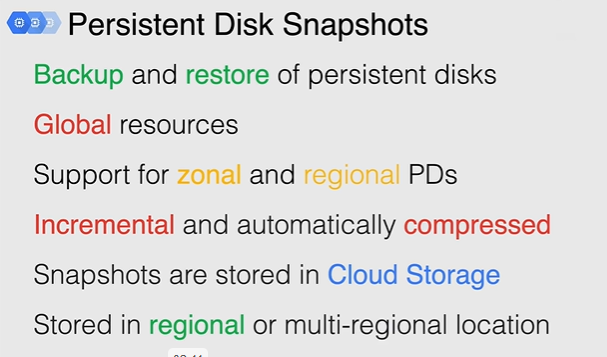 Persistent Disk Snapshots
Backup and restore of persistent disks
Global resources
Support for zonal and regional PDs
Incremental and automatically compressed
Snapshots are stored in Cloud Storage
Stored in regional or multi-regional location